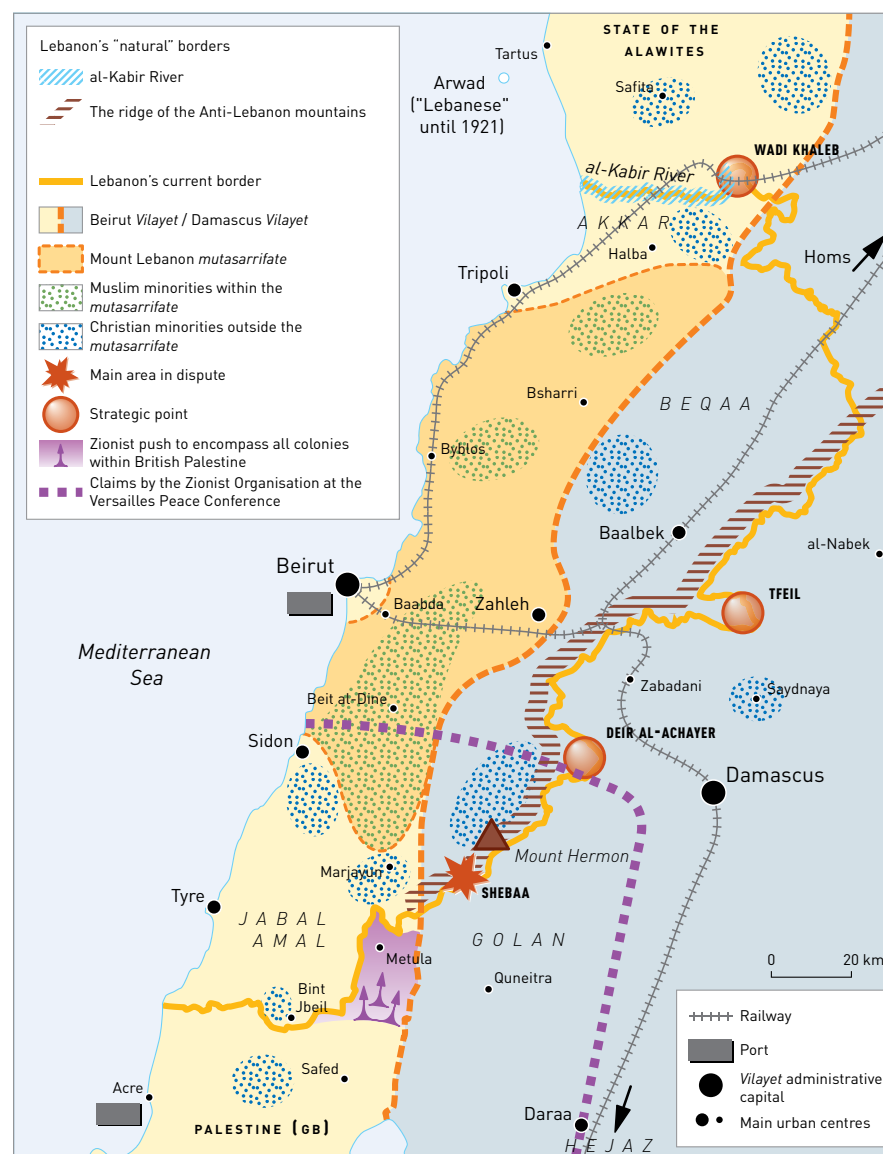 Lebanon's "natural" borders
al-Kabir River
The ridge of the Anti-Lebanon mountains
Lebanon's current border
Beirut Vilayet / Damascus Vilayet
Mount Lebanon mutasarrifate
Muslim minorities within the
mutasarrifate
Christian minorities outside the
mutasarrifate
Main area in dispute
Strategic point
Zionist push to encompass all colonies
within British Palestine
Claims by the Zionist Organisation at the
Versailles Peace Conference
STATE OF THE
ALAWITES
Tartus
Arwad
("Lebanese"
until 1921)
Safita
WADI KHALEB
al-Kabir River
AKKAR
Halba
Homs
Tripoli
Bsharri
BEQAA
Byblos
Baalbek
al-Nabek
Beirut
Baabda
Zahleh
TFEIL
Mediterranean
Sea
Zabadani
Saydnaya
Beit at-Dine
DEIR AL-ACHAYER
Sidon
Damascus
Mount Hermon
Marjayun
SHEBAA
Tyre
JABAL
AMAL
GOLAN
Metula
Quneitra
0 20 km
Bint
Jbeil
Safed
Acre
PALESTINE (GB)
Daraa
HEJAZ
Railway
Port
Vilayet administrative
capital
Main urban centres